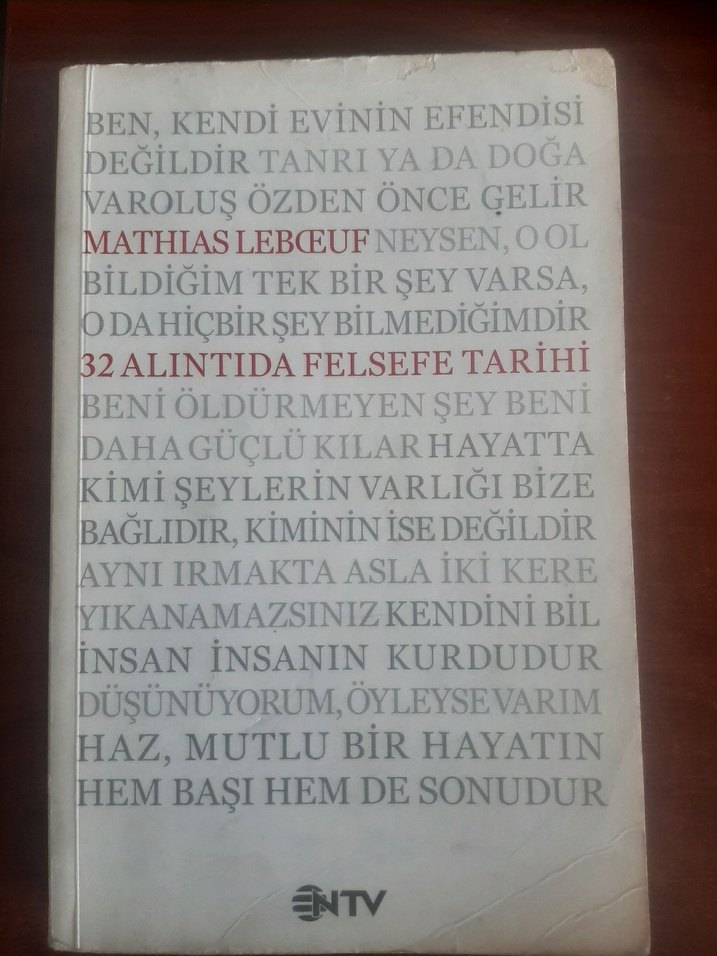 BEN, KENDİ EVİNİN EFENDİSİ
DEĞİLDİR TANRI YA DA DOĞA
VAROLUŞ ÖZDEN ÖNCE GELİR
MATHIAS LEBŒUF NEYSEN, O OL
BİLDİĞİM TEK BİR ŞEY VARSA,
O DA HİÇBİR ŞEY BİLMEDİĞİMDİR
32 ALINTIDA FELSEFE TARİHİ
BENİ ÖLDÜRMEYEN ŞEY BENİ
DAHA GÜÇLÜ KILAR HAYATTA
KİMİ ŞEYLERİN VARLIĞI BİZE
BAĞLIDIR, KİMİNİN İSE DEĞİLDİR
AYNI IRMAKTA ASLA İKİ KERE
YIKANAMAZSINIZ KENDİNİ BİL
İNSAN İNSANIN KURDUDUR
DÜŞÜNÜYORUM, ÖYLEYSE VARIM
HAZ, MUTLU BİR HAYATIN
HEM BAŞI HEM DE SONUDUR
NTV